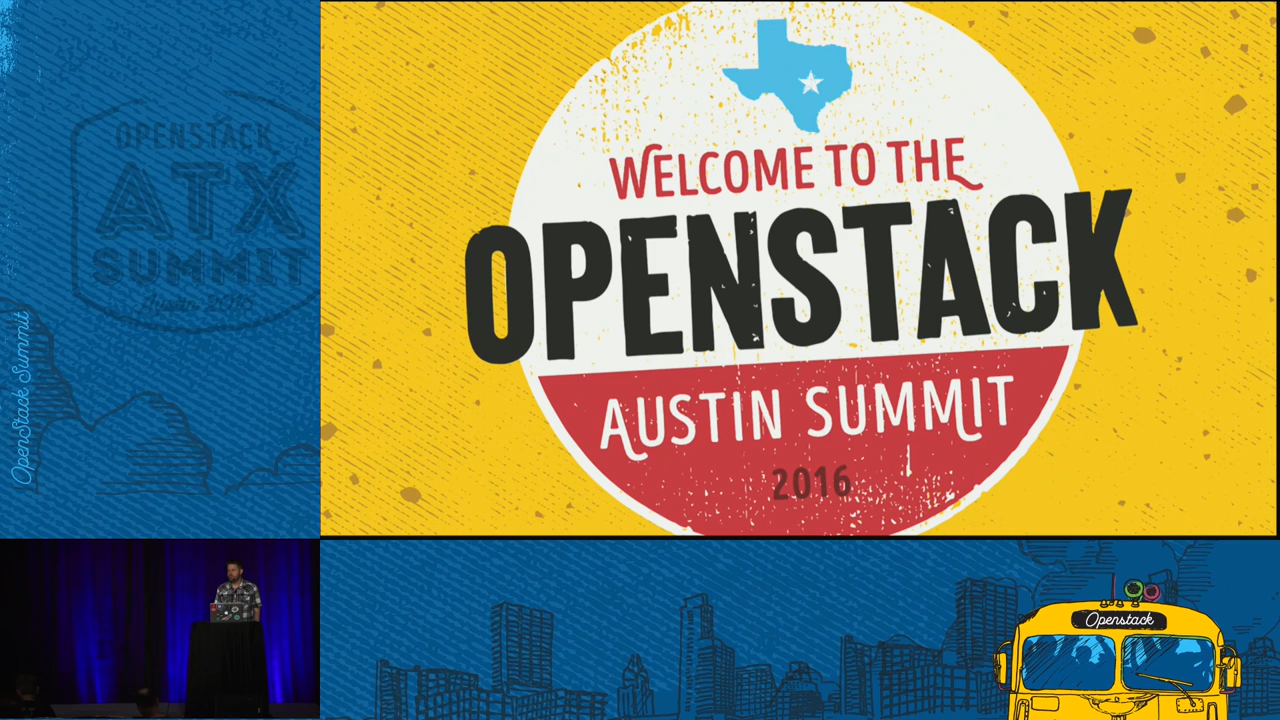 OPENSTACK
ATX
SUMMIT
Austin 2016
OpenStack Summit
WELCOME TO THE
OPENSTACK
AUSTIN SUMMIT
2016
Openstack